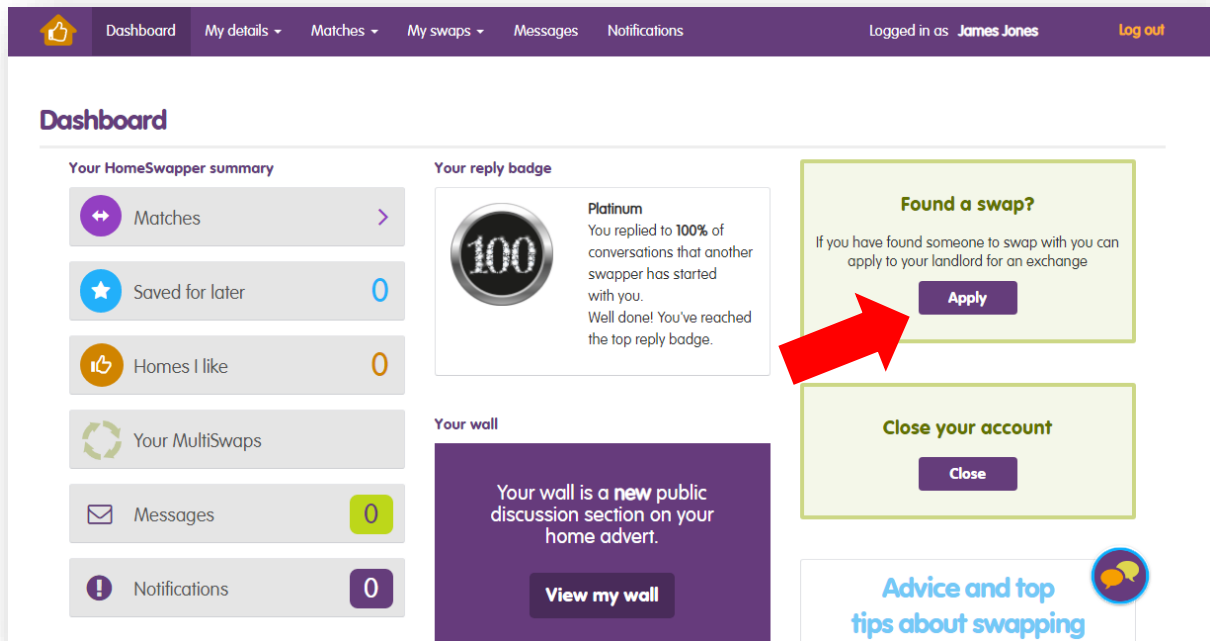 Dashboard
My details
Matches
My swaps
Messages
Notifications
Logged in as James Jones
Log out
Dashboard
Your HomeSwapper summary
Matches
Saved for later 0
Homes I like 0
Your MultiSwaps
Messages 0
Notifications 0
Your reply badge
100
Platinum
You replied to 100% of
conversations that another
swapper has started
with you.
Well done! You've reached
the top reply badge.
Your wall
Your wall is a new public
discussion section on your
home advert.
View my wall
Found a swap?
If you have found someone to swap with you can
apply to your landlord for an exchange
Apply
Close your account
Close
Advice and top
tips about swapping